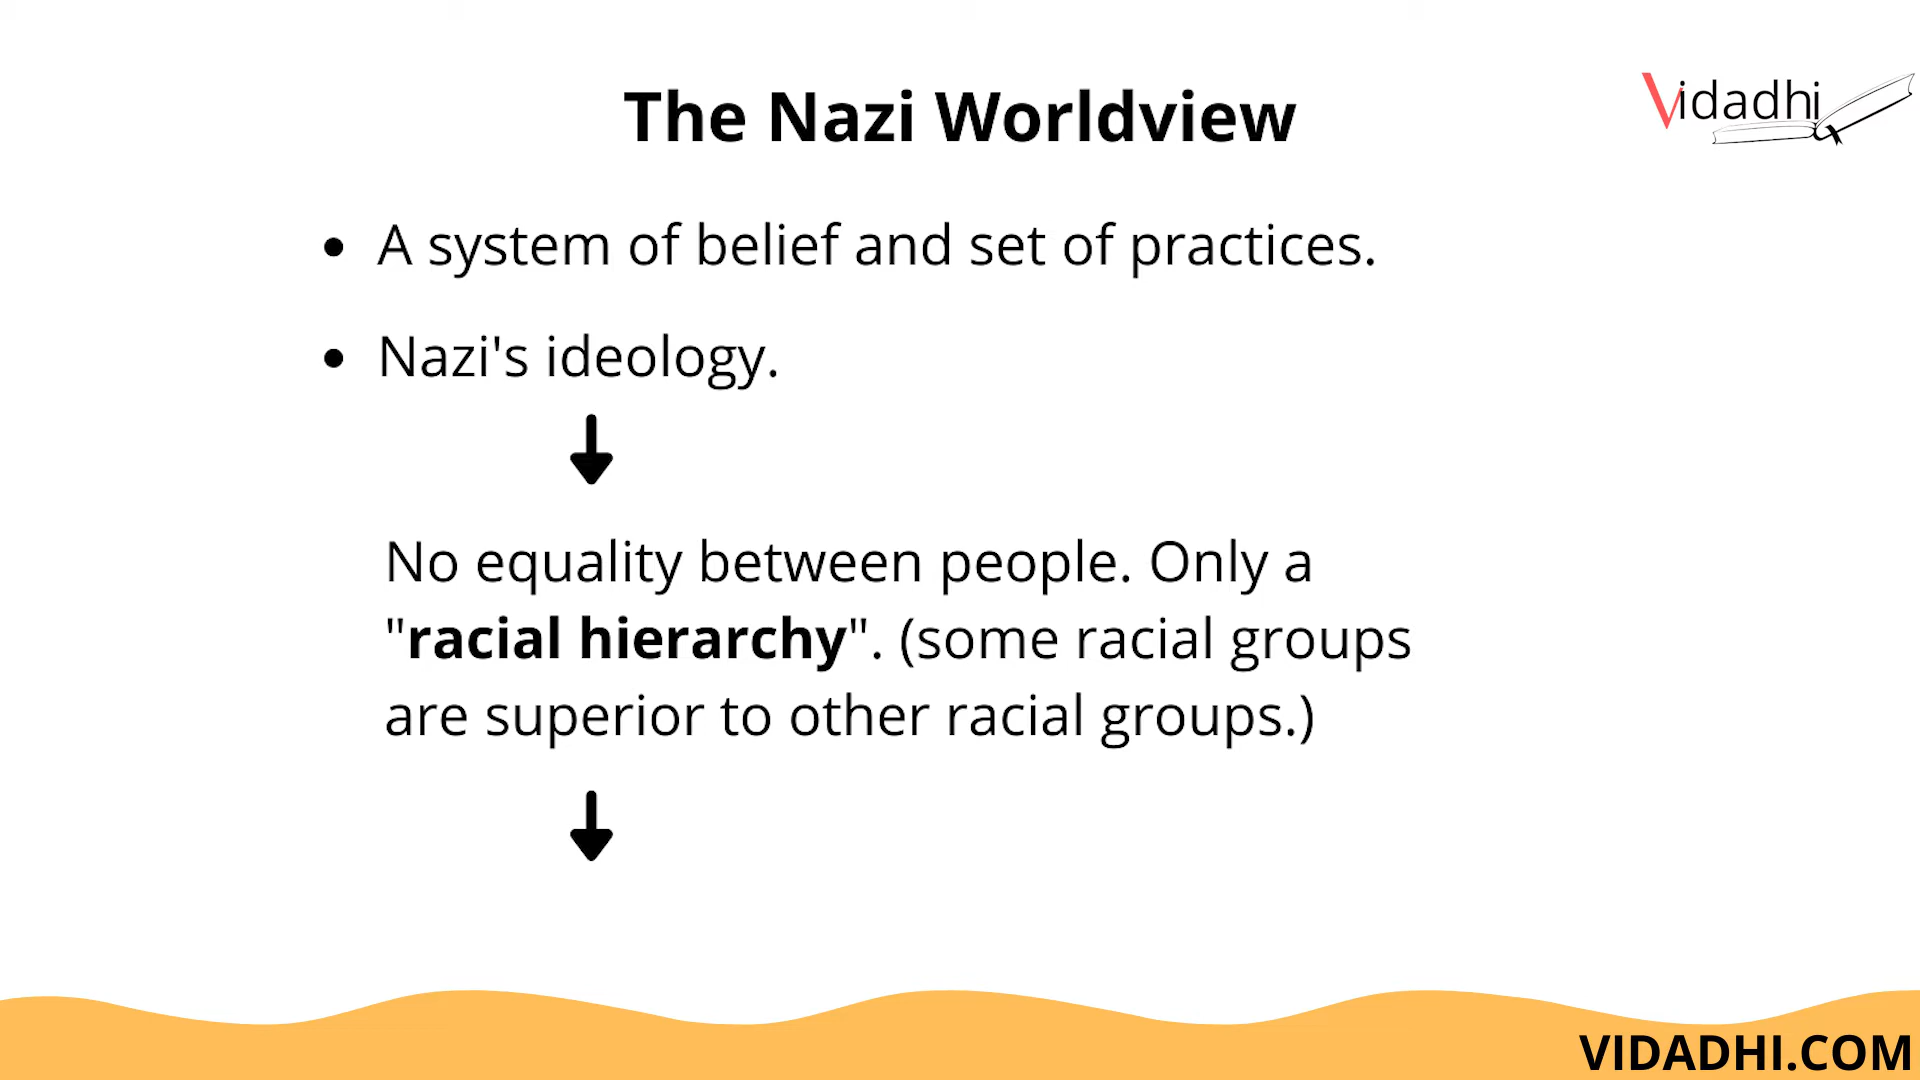 The Nazi Worldview
Vidadhi
• A system of belief and set of practices.
• Nazi's ideology.
No equality between people. Only a
"racial hierarchy". (some racial groups
are superior to other racial groups.)
VIDADHI.COM